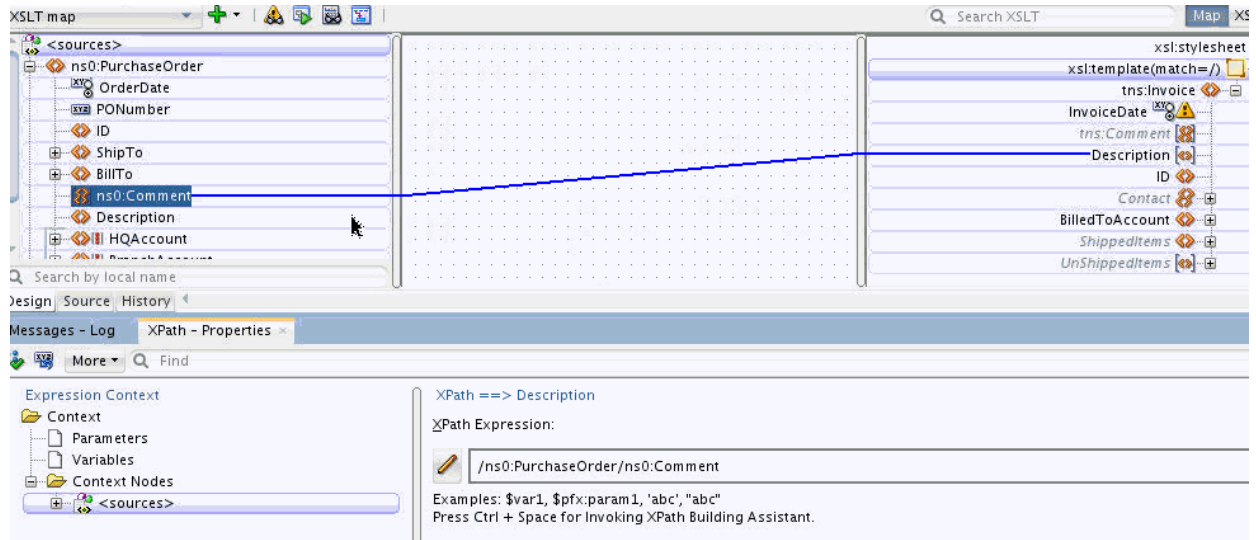 XSLT map
Search XSLT
Map
<sources>
ns0:PurchaseOrder
OrderDate
PONumber
ID
ShipTo
BillTo
ns0:Comment
Description
HQAccount
Search by local name
xsl:stylesheet
xsl:template(match=/)
tns:Invoice
InvoiceDate
tns:Comment
Description
ID
Contact
BilledToAccount
ShippedItems
UnShippedItems
Design Source History
Messages - Log
XPath - Properties
More
Find
Expression Context
Context
Parameters
Variables
Context Nodes
<sources>
XPath ==> Description
XPath Expression:
/ns0:PurchaseOrder/ns0:Comment
Examples: $var1, $pfx:param1, 'abc', "abc"
Press Ctrl + Space for Invoking XPath Building Assistant.